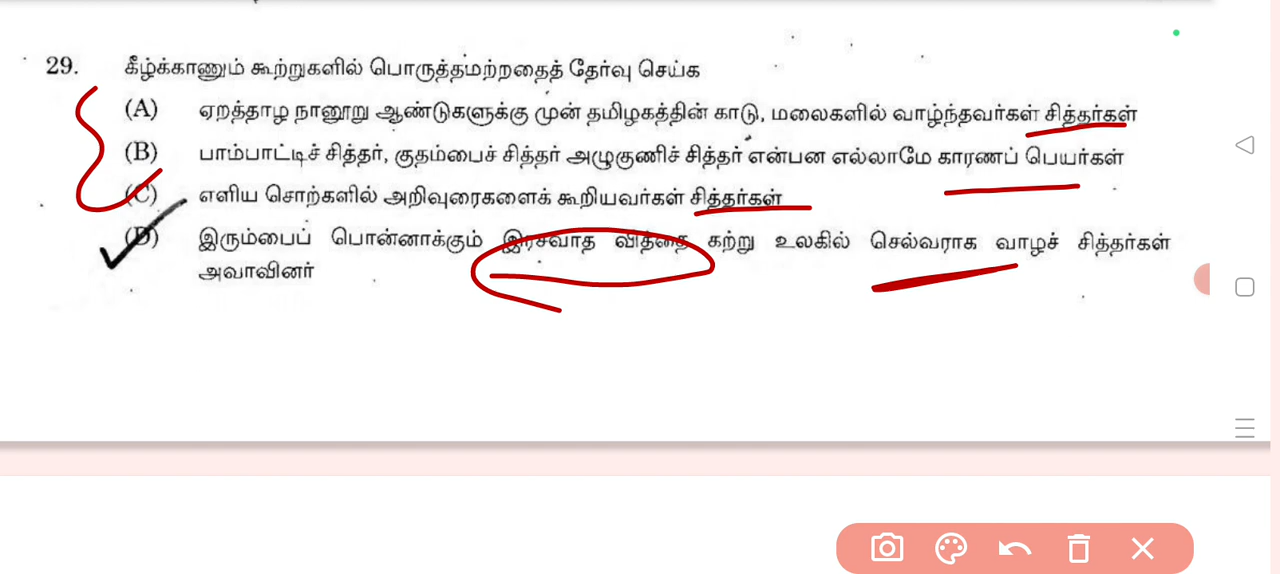 29. கீழ்க்காணும் கூற்றுகளில் பொருத்தமற்றதைத் தேர்வு செய்க
(A) ஏறத்தாழ நானூறு ஆண்டுகளுக்கு முன் தமிழகத்தின் காடு, மலைகளில் வாழ்ந்தவர்கள் சித்தர்கள்
(B) பாம்பாட்டிச் சித்தர், குதம்பைச் சித்தர் அழுகுணிச் சித்தர் என்பன எல்லாமே காரணப் பெயர்கள்
(C) எளிய சொற்களில் அறிவுரைகளைக் கூறியவர்கள் சித்தர்கள்
(D) இரும்பைப் பொன்னாக்கும் இரசவாத வித்தை கற்று உலகில் செல்வராக வாழச் சித்தர்கள்
அவாவினர்